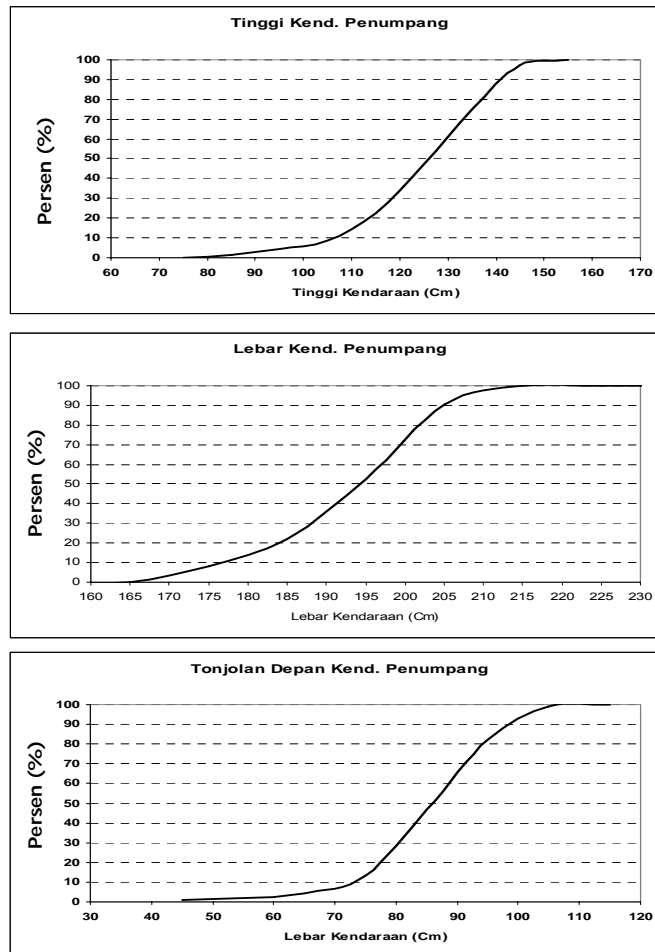 Tinggi Kend. Penumpang
Persen (%)
100
90
80
70
60
50
40
30
20
10
0
60 70 80 90 100 110 120 130 140 150 160 170
Tinggi Kendaraan (Cm)
Lebar Kend. Penumpang
Persen (%)
100
90
80
70
60
50
40
30
20
10
0
160 165 170 175 180 185 190 195 200 205 210 215 220 225 230
Lebar Kendaraan (Cm)
Tonjolan Depan Kend. Penumpang
Persen (%)
100
90
80
70
60
50
40
30
20
10
0
30 40 50 60 70 80 90 100 110 120
Lebar Kendaraan (Cm)